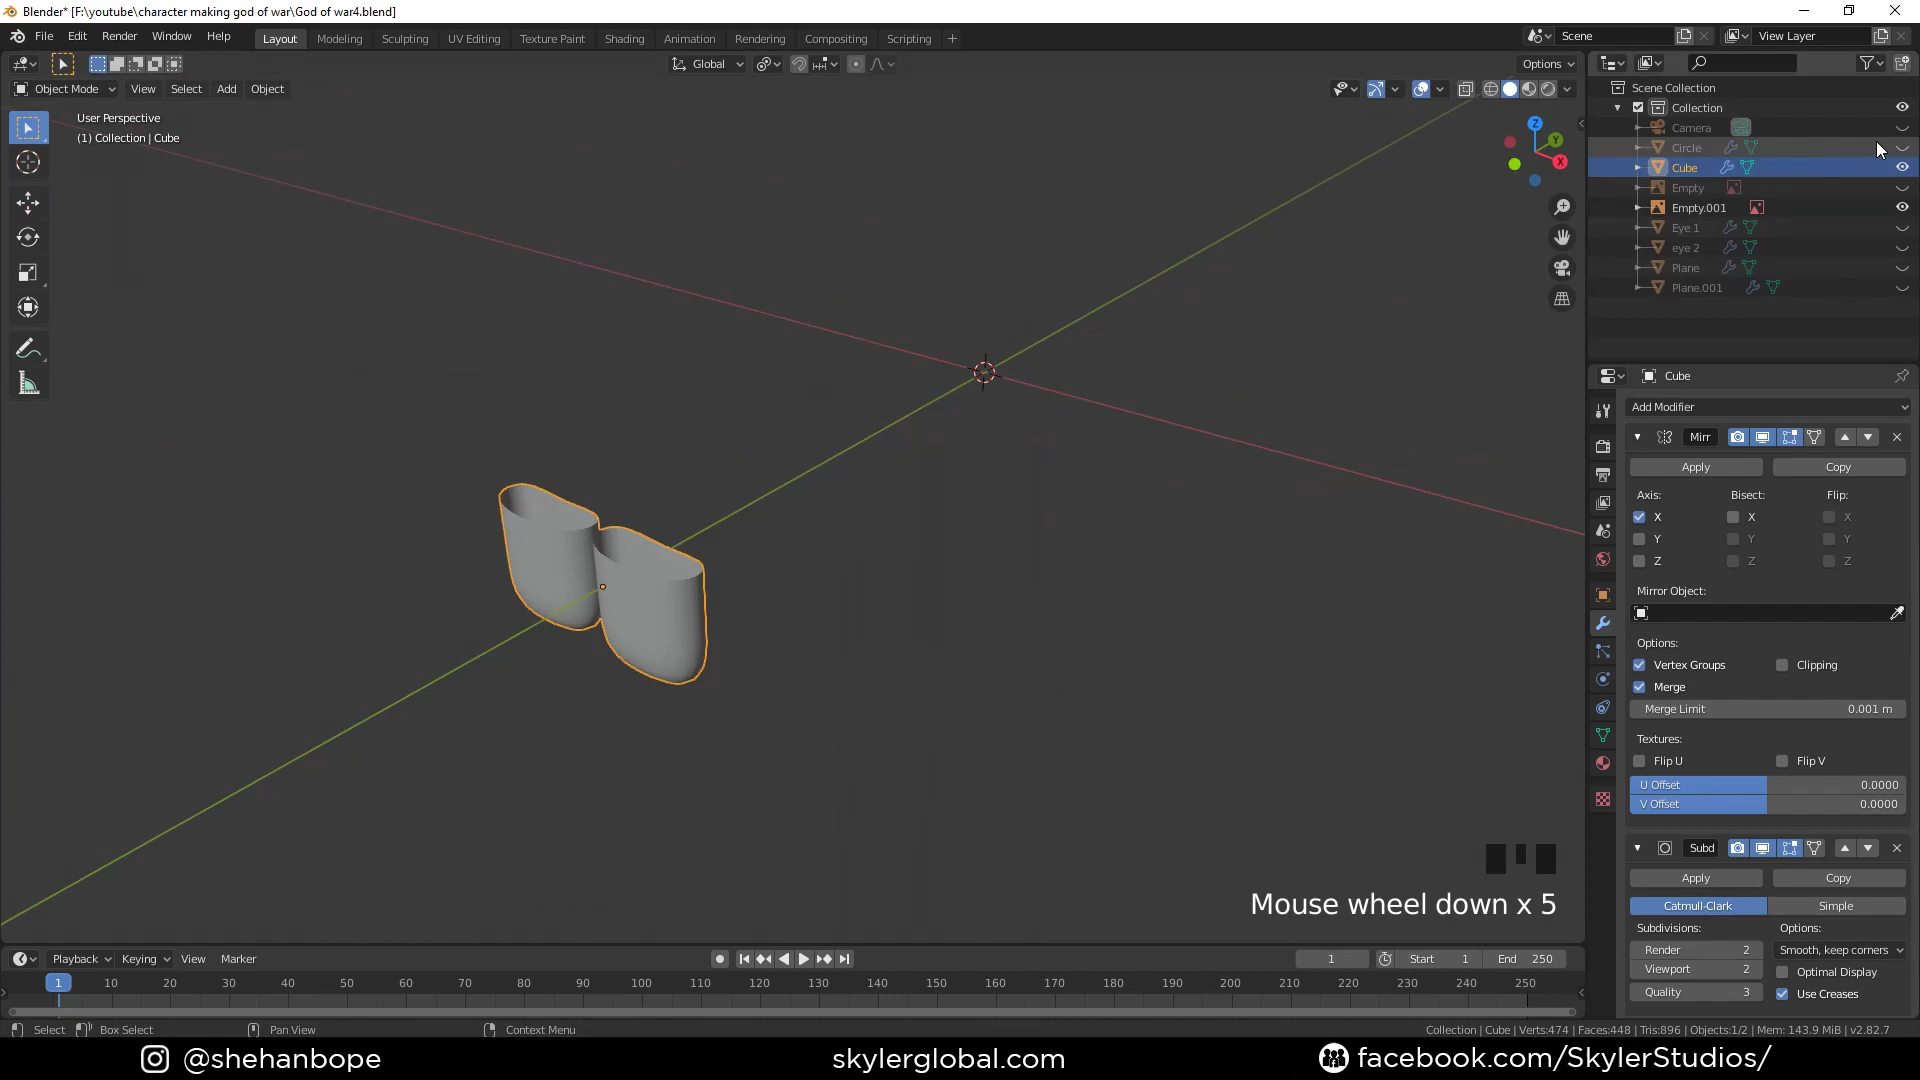 Blender* [F:\youtube\character making god of war\God of war4.blend]
File Edit Render Window Help Layout Modeling Sculpting UV Editing Texture Paint Shading Animation Rendering Compositing Scripting + Scene View Layer
Global Options
Object Mode View Select Add Object
User Perspective
(1) Collection | Cube
Z
Y
X
Scene Collection
Collection
Camera
Circle
Cube
Empty
Empty.001
Eye 1
eye 2
Plane
Plane.001
Cube
Add Modifier
Mirr
Apply Copy
Axis: Bisect: Flip:
X X X
Y Y Y
Z Z Z
Mirror Object:
Options:
Vertex Groups Clipping
Merge
Merge Limit 0.001 m
Textures:
Flip U Flip V
U Offset 0.0000
V Offset 0.0000
Subd
Apply Copy
Catmull-Clark Simple
Subdivisions: Options:
Render 2 Smooth, keep corners
Viewport 2 Optimal Display
Quality 3 Use Creases
Mouse wheel down x 5
Playback Keying View Marker 1 Start 1 End 250
1 10 20 30 40 50 60 70 80 90 100 110 120 130 140 150 160 170 180 190 200 210 220 230 240 250
Select Box Select Pan View Context Menu Collection | Cube | Verts:474 | Faces:448 | Tris:896 | Objects:1/2 | Mem: 143.9 MiB | v2.82.7
@shehanbope skylerglobal.com facebook.com/SkylerStudios/